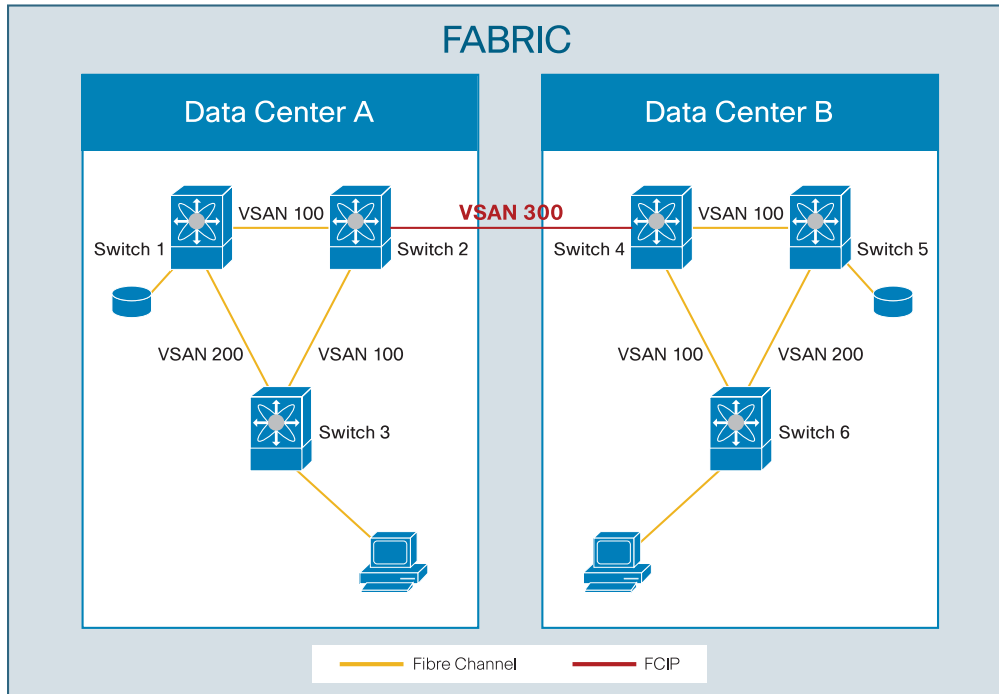 FABRIC
Data Center A
Data Center B
VSAN 100
VSAN 300
VSAN 100
Switch 1
Switch 2
Switch 4
Switch 5
VSAN 200
VSAN 100
VSAN 100
VSAN 200
Switch 3
Switch 6
Fibre Channel
FCIP